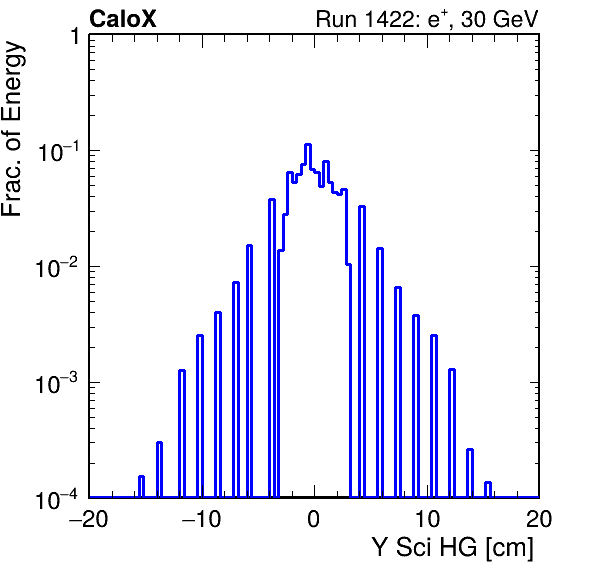 CaloX Run 1422: e⁺, 30 GeV
Frac. of Energy
1
10⁻¹
10⁻²
10⁻³
10⁻⁴
−20 −10 0 10 20
Y Sci HG [cm]